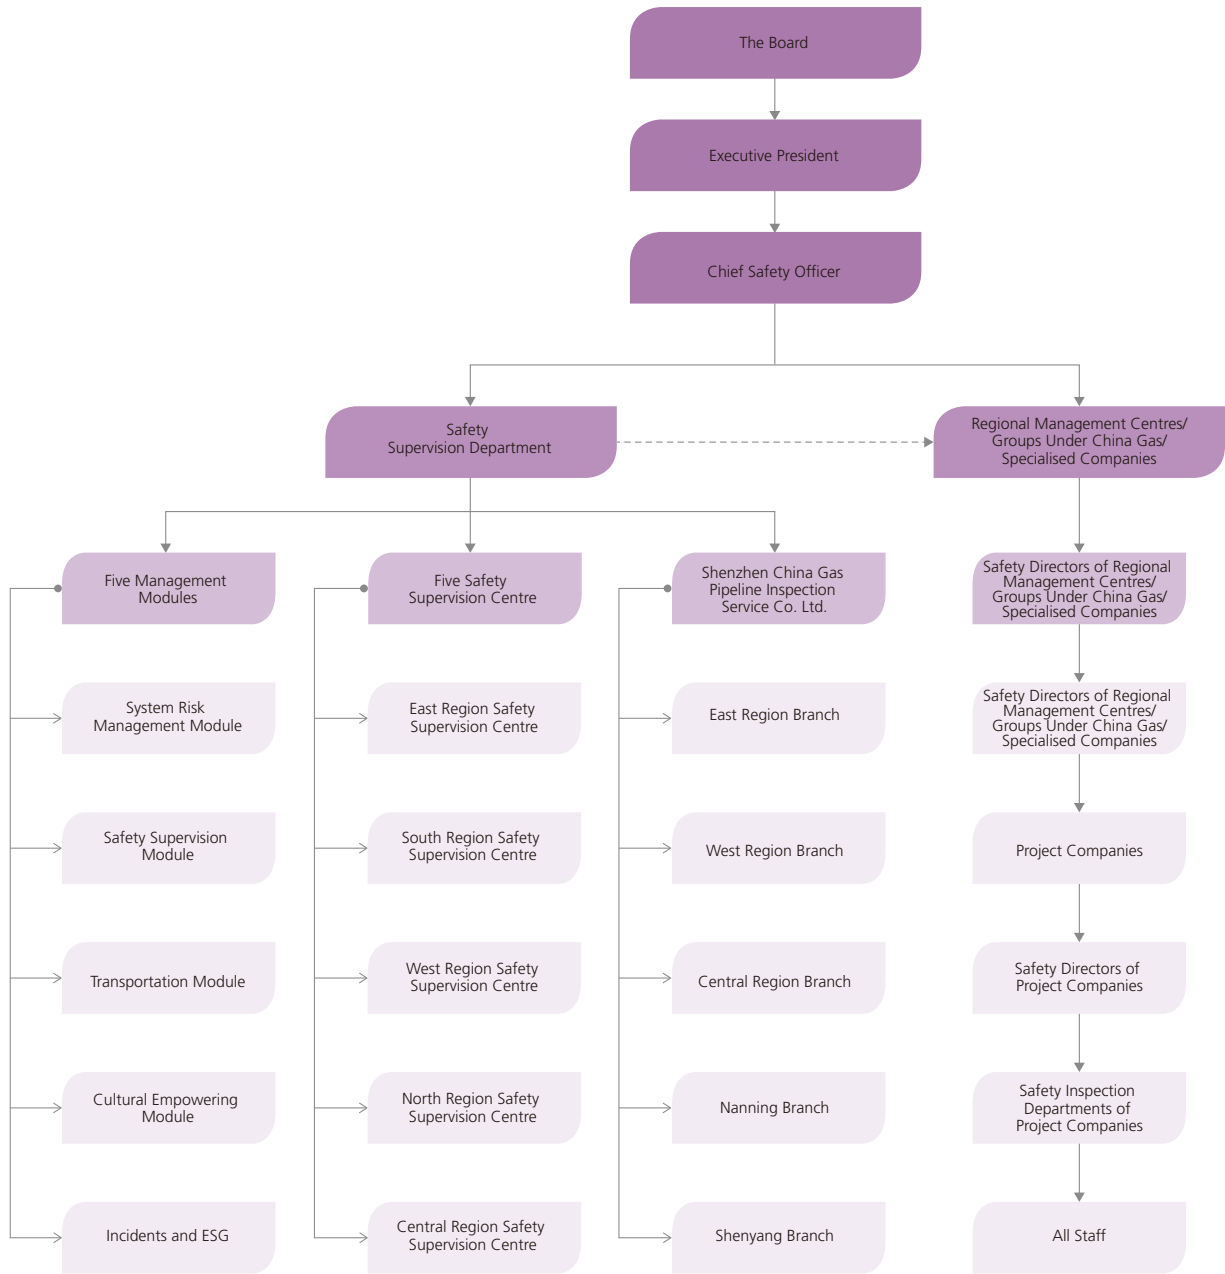 The Board
Executive President
Chief Safety Officer
Safety
Supervision Department
Regional Management Centres/
Groups Under China Gas/
Specialised Companies
Five Management
Modules
System Risk
Management Module
Safety Supervision
Module
Transportation Module
Cultural Empowering
Module
Incidents and ESG
Five Safety
Supervision Centre
East Region Safety
Supervision Centre
South Region Safety
Supervision Centre
West Region Safety
Supervision Centre
North Region Safety
Supervision Centre
Central Region Safety
Supervision Centre
Shenzhen China Gas
Pipeline Inspection
Service Co. Ltd.
East Region Branch
West Region Branch
Central Region Branch
Nanning Branch
Shenyang Branch
Safety Directors of Regional
Management Centres/
Groups Under China Gas/
Specialised Companies
Safety Directors of Regional
Management Centres/
Groups Under China Gas/
Specialised Companies
Project Companies
Safety Directors of
Project Companies
Safety Inspection
Departments of
Project Companies
All Staff